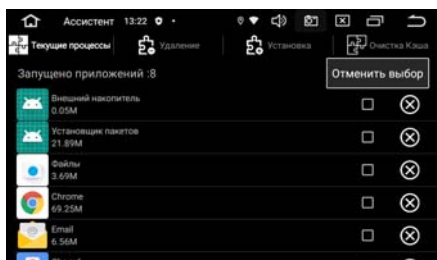 Ассистент 13:22
Текущие процессы Удаление Установка Очистка Кэша
Запущено приложений :8
Отменить выбор
Внешний накопитель
0.05M
Установщик пакетов
21.89M
Файлы
3.69M
Chrome
69.25M
Email
6.56M